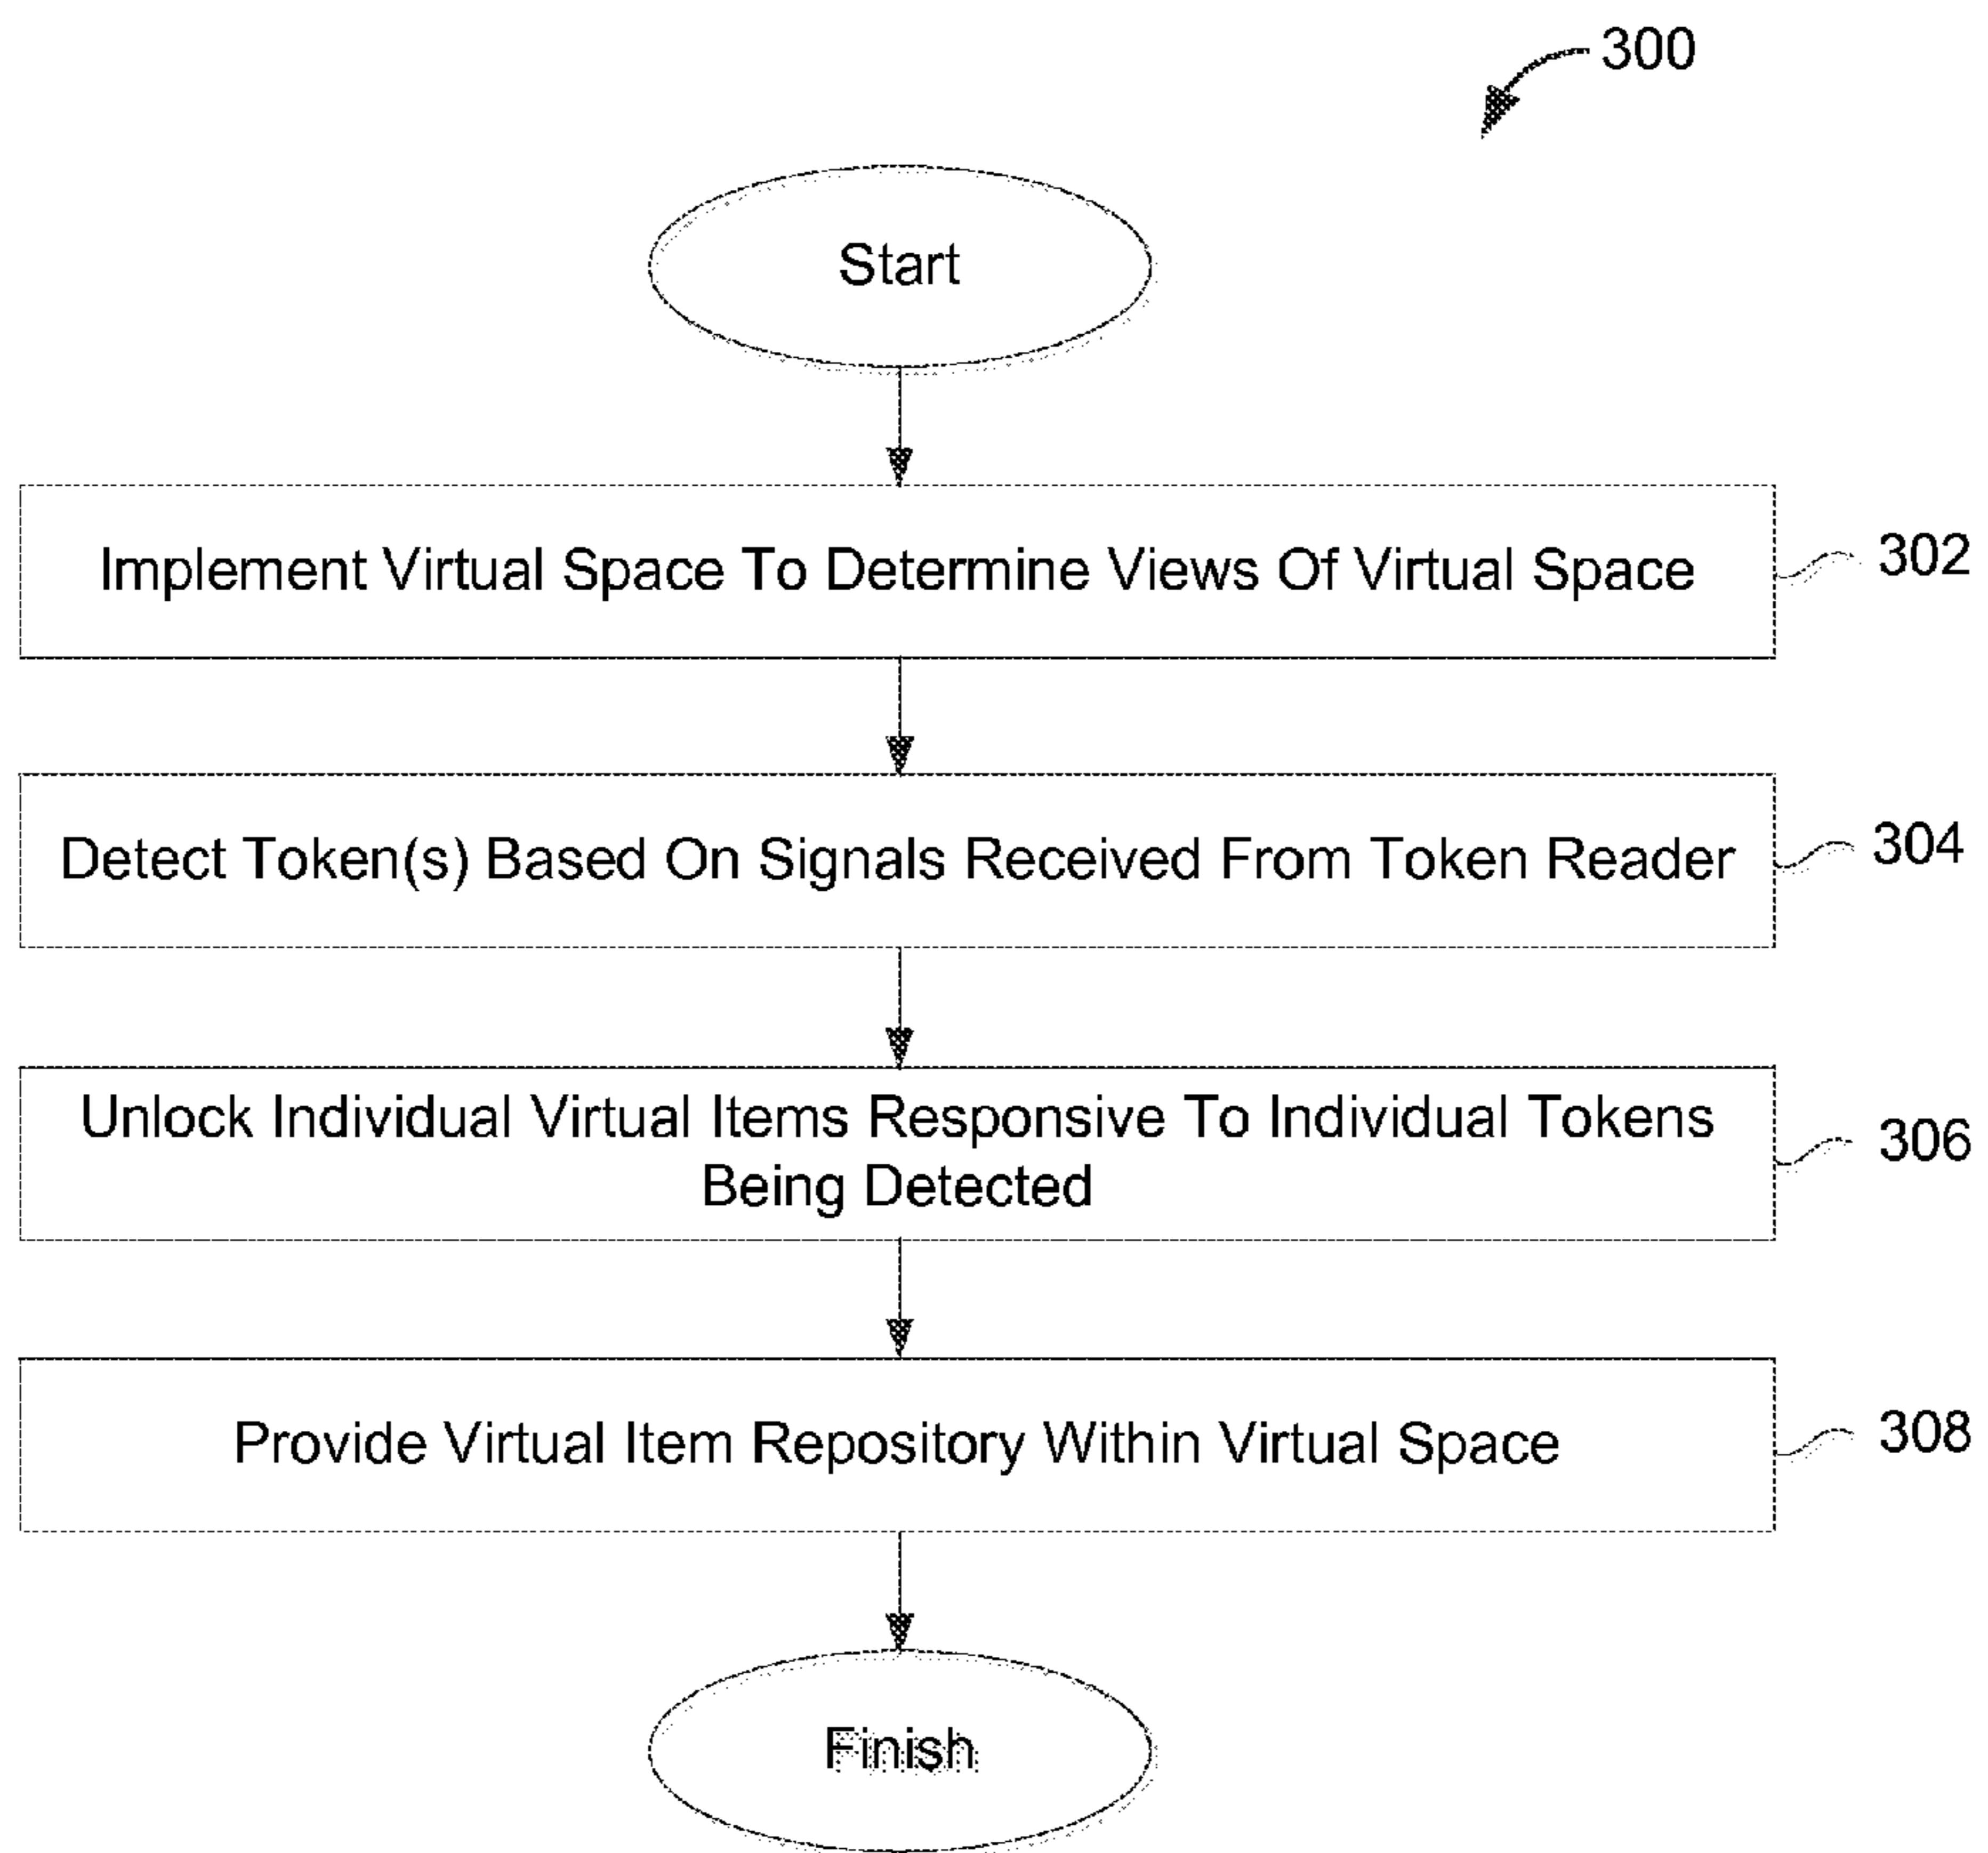 300
Start
Implement Virtual Space To Determine Views Of Virtual Space
302
Detect Token(s) Based On Signals Received From Token Reader
304
Unlock Individual Virtual Items Responsive To Individual Tokens
Being Detected
306
Provide Virtual Item Repository Within Virtual Space
308
Finish